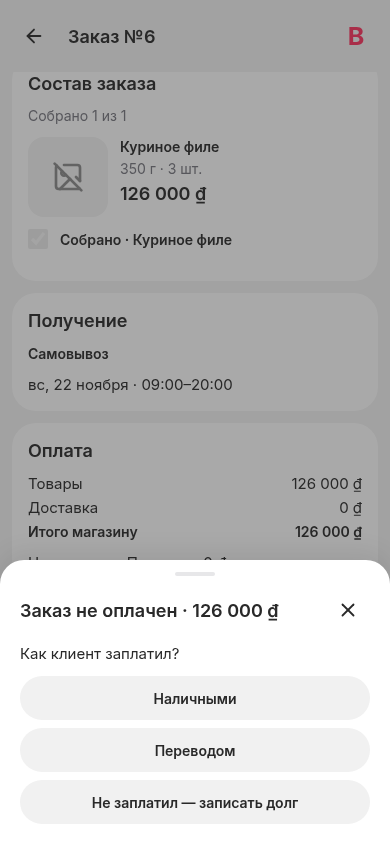 Заказ №6
B
Состав заказа
Собрано 1 из 1
Куриное филе
350 г · 3 шт.
126 000 ₫
Собрано · Куриное филе
Получение
Самовывоз
вс, 22 ноября · 09:00–20:00
Оплата
Товары 126 000 ₫
Доставка 0 ₫
Итого магазину 126 000 ₫
Заказ не оплачен · 126 000 ₫
Как клиент заплатил?
Наличными
Переводом
Не заплатил — записать долг